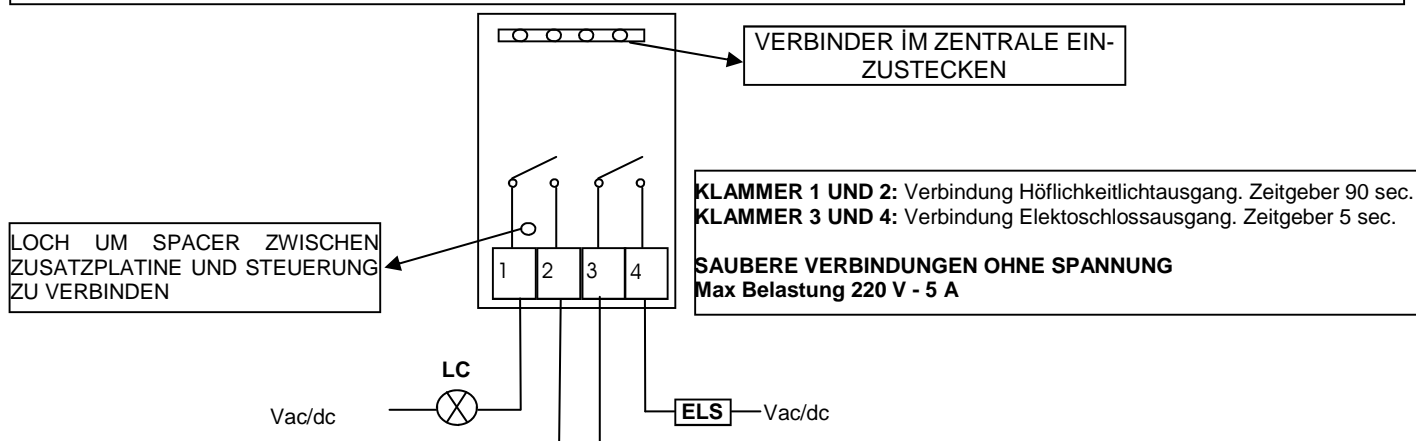 VERBINDER İM ZENTRALE EIN-
ZUSTECKEN
KLAMMER 1 UND 2: Verbindung Höflichkeitlichtausgang. Zeitgeber 90 sec.
KLAMMER 3 UND 4: Verbindung Elektoschlossausgang. Zeitgeber 5 sec.
SAUBERE VERBINDUNGEN OHNE SPANNUNG
Max Belastung 220 V - 5 A
LOCH UM SPACER ZWISCHEN
ZUSATZPLATINE UND STEUERUNG
ZU VERBINDEN
1 2 3 4
LC
Vac/dc
ELS
Vac/dc